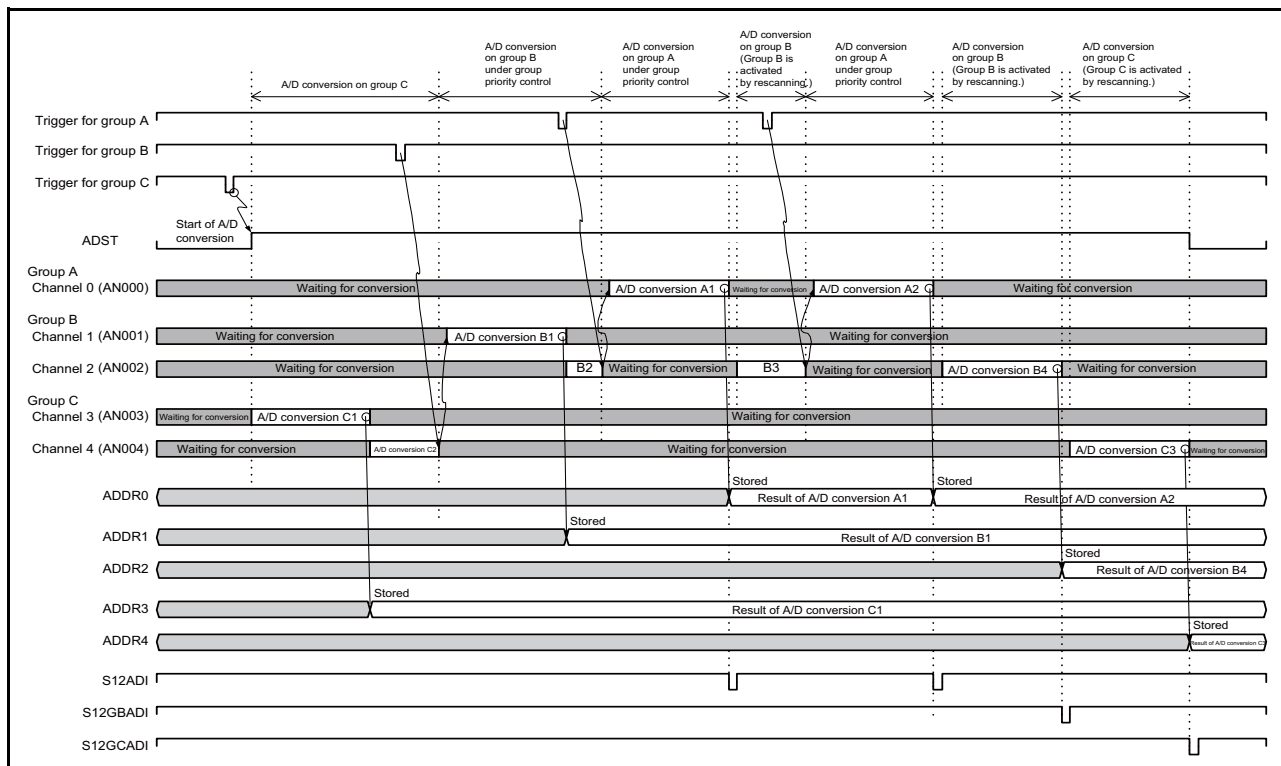 A/D conversion on group C
A/D conversion
on group B
under group
priority control
A/D conversion
on group A
under group
priority control
A/D conversion
on group B
(Group B is
activated
by rescanning.)
A/D conversion
on group A
under group
priority control
A/D conversion
on group B
(Group B is activated
by rescanning.)
A/D conversion
on group C
(Group C is activated
by rescanning.)
Trigger for group A
Trigger for group B
Trigger for group C
Start of A/D
conversion
ADST
Group A
Channel 0 (AN000)
Waiting for conversion
A/D conversion A1
Waiting for conversion
A/D conversion A2
Waiting for conversion
Group B
Channel 1 (AN001)
Waiting for conversion
A/D conversion B1
Waiting for conversion
Channel 2 (AN002)
Waiting for conversion
B2
Waiting for conversion
B3
Waiting for conversion
A/D conversion B4
Waiting for conversion
Group C
Channel 3 (AN003)
Waiting for conversion
A/D conversion C1
Waiting for conversion
Channel 4 (AN004)
Waiting for conversion
A/D conversion C2
Waiting for conversion
A/D conversion C3
Waiting for conversion
ADDR0
Stored
Result of A/D conversion A1
Stored
Result of A/D conversion A2
ADDR1
Stored
Result of A/D conversion B1
ADDR2
Stored
Result of A/D conversion B4
ADDR3
Stored
Result of A/D conversion C1
ADDR4
Stored
Result of A/D conversion C3
S12ADI
S12GBADI
S12GCADI